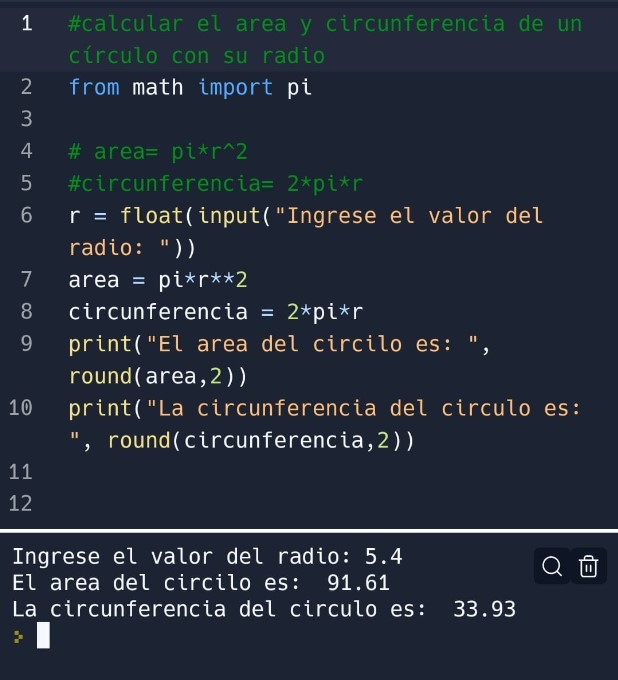 1 #calcular el area y circunferencia de un
círculo con su radio
2 from math import pi
3
4 # area= pi*r^2
5 #circunferencia= 2*pi*r
6 r = float(input("Ingrese el valor del
radio: "))
7 area = pi*r**2
8 circunferencia = 2*pi*r
9 print("El area del circilo es: ",
round(area,2))
10 print("La circunferencia del circulo es:
", round(circunferencia,2))
11
12
Ingrese el valor del radio: 5.4
El area del circilo es:  91.61
La circunferencia del circulo es:  33.93